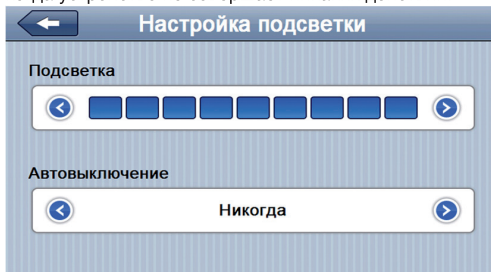 Настройка подсветки
Подсветка
Автовыключение
Никогда